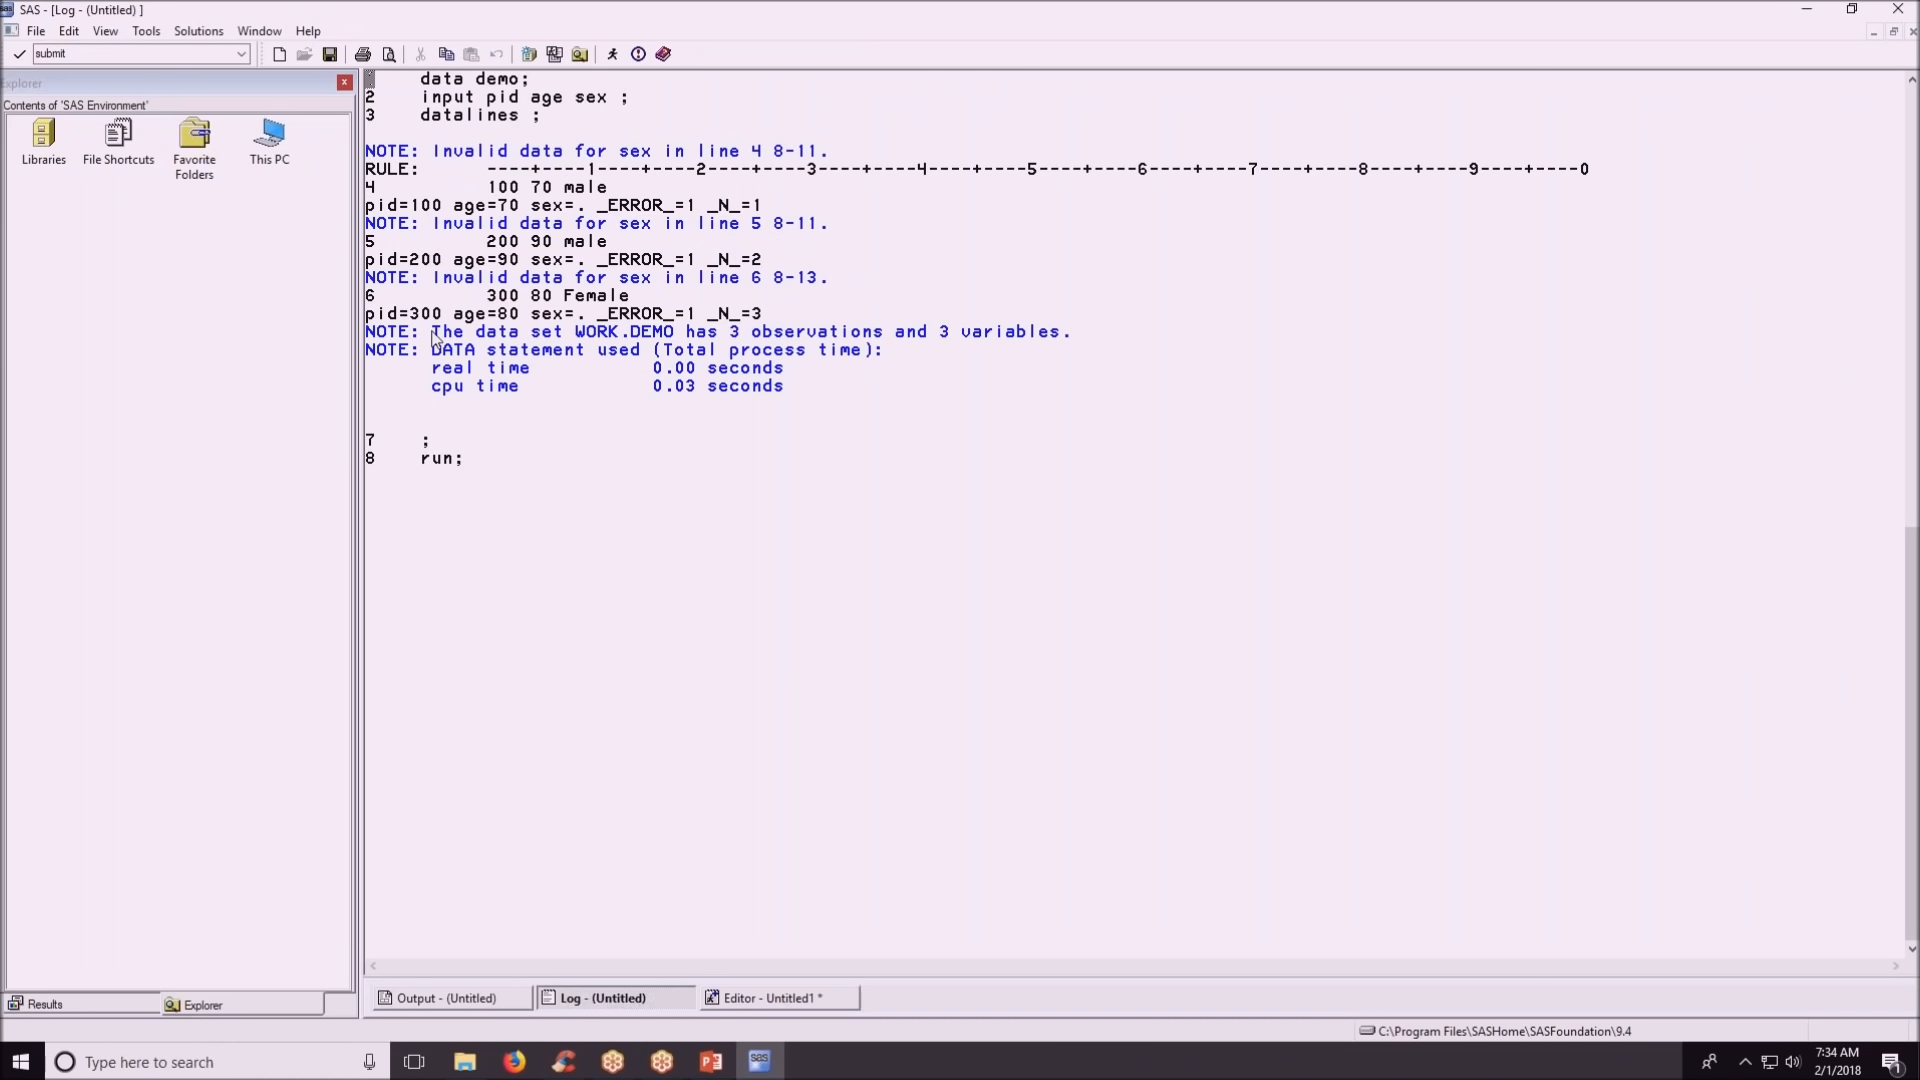 SAS - [Log - (Untitled) ]
File Edit View Tools Solutions Window Help
submit
Explorer
Contents of 'SAS Environment'
Libraries File Shortcuts Favorite Folders This PC
data demo;
2 input pid age sex ;
3 datalines ;
NOTE: Invalid data for sex in line 4 8-11.
RULE: ----+----1----+----2----+----3----+----4----+----5----+----6----+----7----+----8----+----9----+----0
4 100 70 male
pid=100 age=70 sex=. _ERROR_=1 _N_=1
NOTE: Invalid data for sex in line 5 8-11.
5 200 90 male
pid=200 age=90 sex=. _ERROR_=1 _N_=2
NOTE: Invalid data for sex in line 6 8-13.
6 300 80 Female
pid=300 age=80 sex=. _ERROR_=1 _N_=3
NOTE: The data set WORK.DEMO has 3 observations and 3 variables.
NOTE: DATA statement used (Total process time):
real time 0.00 seconds
cpu time 0.03 seconds
7 ;
8 run;
Results Explorer
Output - (Untitled) Log - (Untitled) Editor - Untitled1 *
C:\Program Files\SASHome\SASFoundation\9.4
Type here to search
7:34 AM
2/1/2018